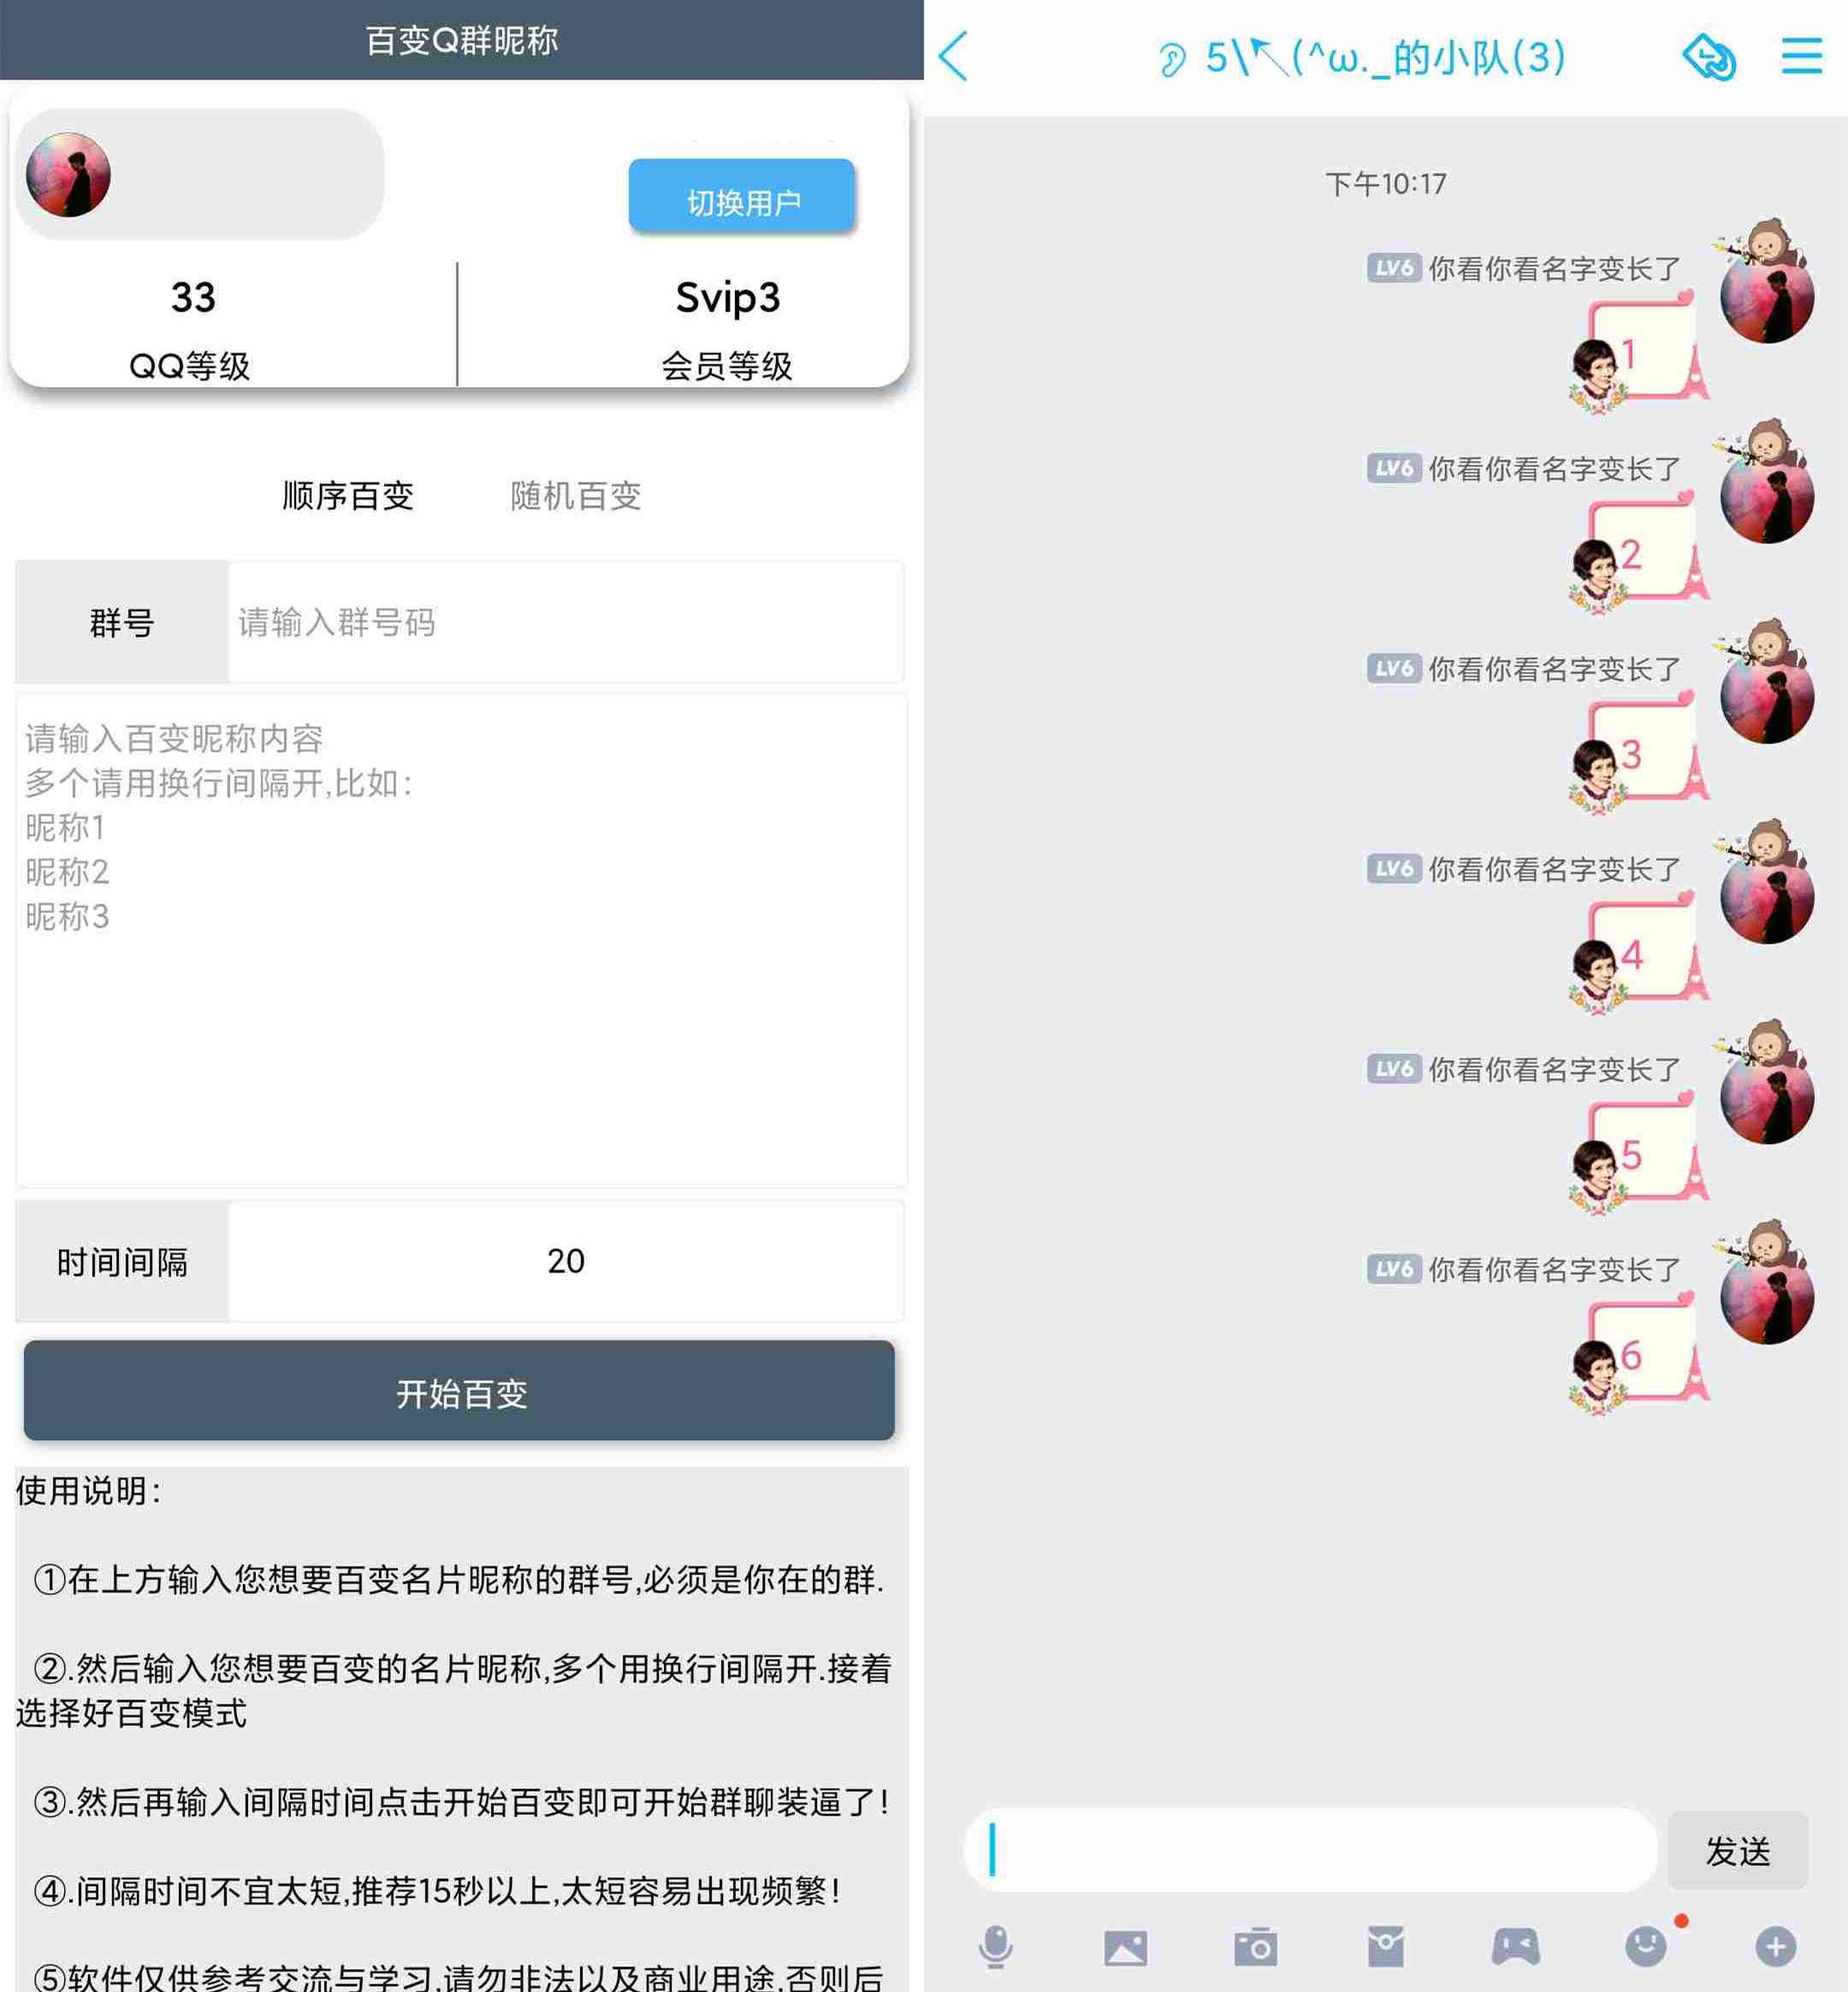 百变Q群昵称
切换用户
33
Svip3
QQ等级
会员等级
顺序百变
随机百变
群号
请输入群号码
请输入百变昵称内容
多个请用换行间隔开,比如:
昵称1
昵称2
昵称3
时间间隔
20
开始百变
使用说明:
①在上方输入您想要百变名片昵称的群号,必须是你在的群.
②.然后输入您想要百变的名片昵称,多个用换行间隔开.接着
选择好百变模式
③.然后再输入间隔时间点击开始百变即可开始群聊装逼了!
④.间隔时间不宜太短,推荐15秒以上,太短容易出现频繁!
⑤软件仅供参考交流与学习,请勿非法以及商业用途,否则后
5\↖(^ω._的小队(3)
下午10:17
LV6 你看你看名字变长了
1
LV6 你看你看名字变长了
2
LV6 你看你看名字变长了
3
LV6 你看你看名字变长了
4
LV6 你看你看名字变长了
5
LV6 你看你看名字变长了
6
发送